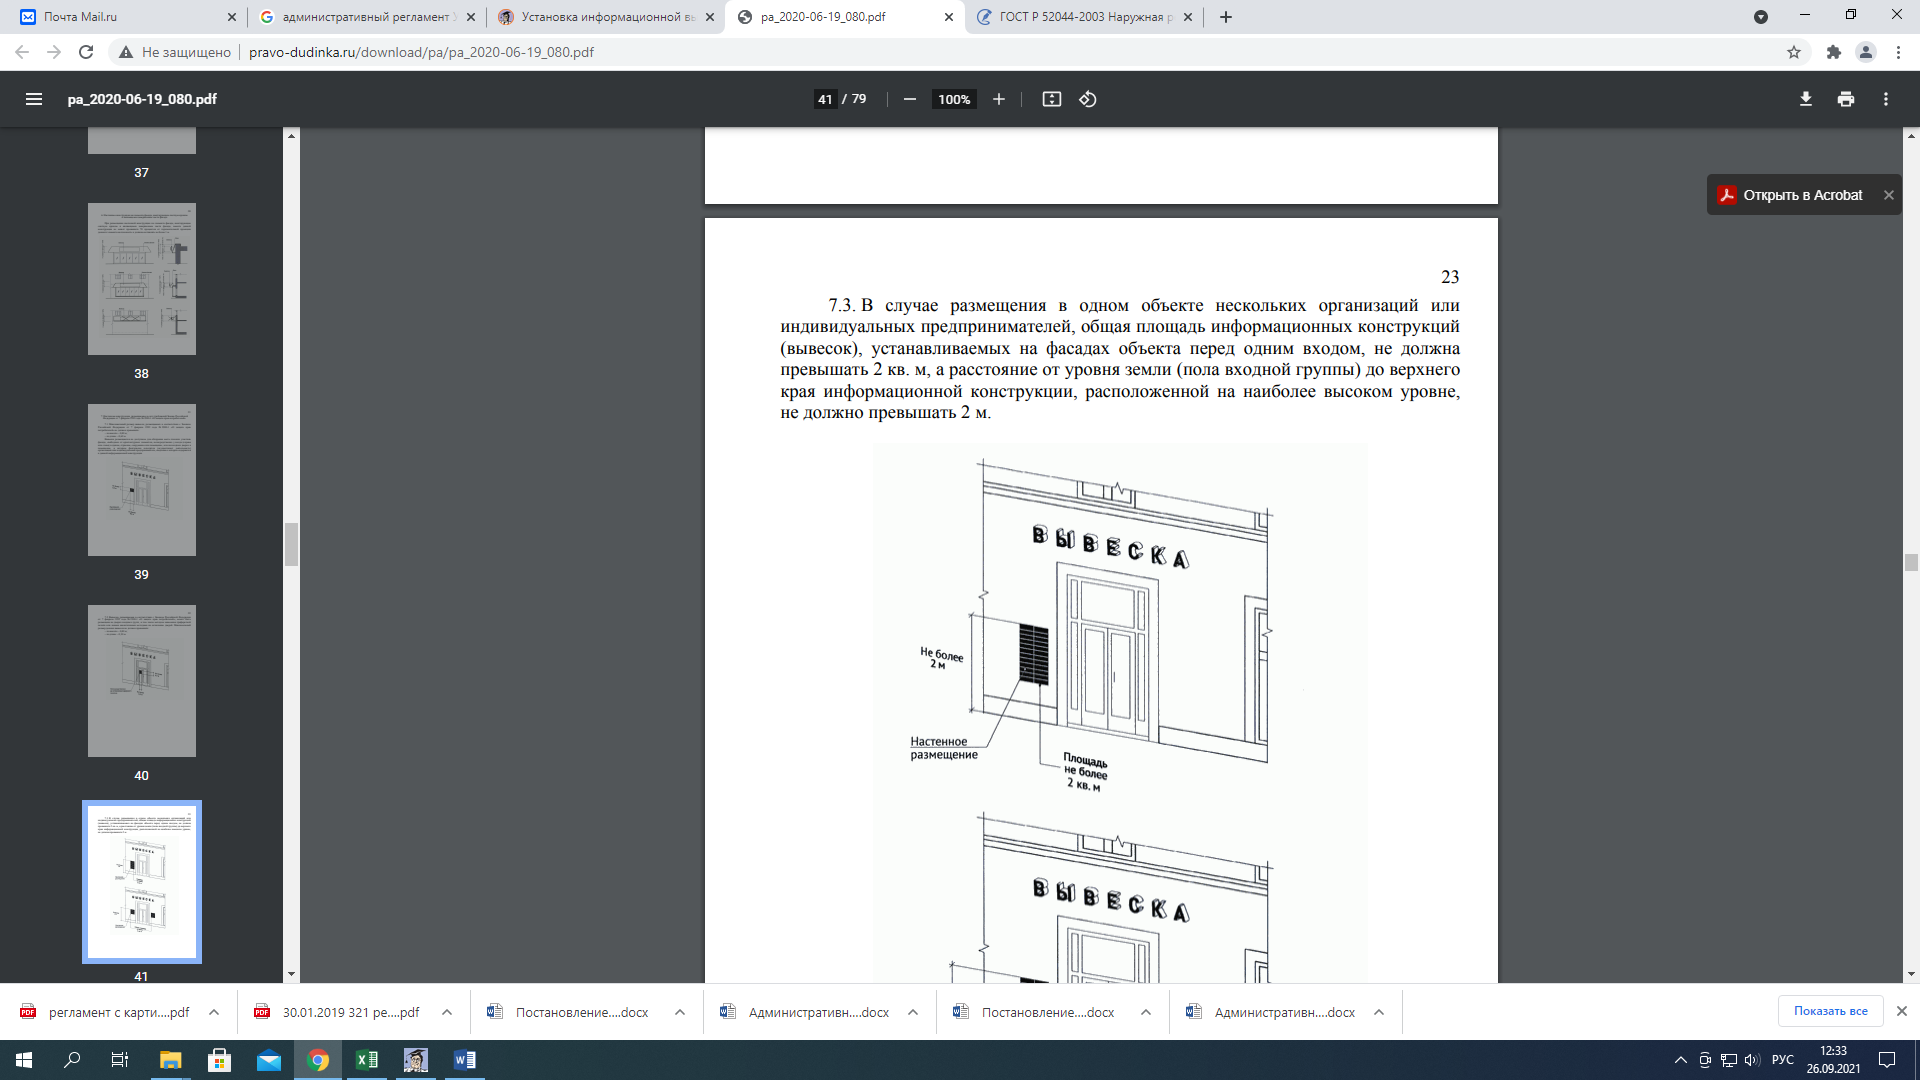 Почта Mail.ru
административный регламент
Установка информационной вы
pa_2020-06-19_080.pdf
ГОСТ Р 52044-2003 Наружная р
Не защищено
pravo-dudinka.ru/download/pa/pa_2020-06-19_080.pdf
pa_2020-06-19_080.pdf
41 / 79
100%
Открыть в Acrobat
37
38
39
40
41
23
7.3. В случае размещения в одном объекте нескольких организаций или
индивидуальных предпринимателей, общая площадь информационных конструкций
(вывесок), устанавливаемых на фасадах объекта перед одним входом, не должна
превышать 2 кв. м, а расстояние от уровня земли (пола входной группы) до верхнего
края информационной конструкции, расположенной на наиболее высоком уровне,
не должно превышать 2 м.
ВЫВЕСКА
Не более
2 м
Настенное
размещение
Площадь
не более
2 кв. м
ВЫВЕСКА
регламент с карти....pdf
30.01.2019 321 ре....pdf
Постановление....docx
Административн....docx
Постановление....docx
Административн....docx
Показать все
РУС
12:33
26.09.2021